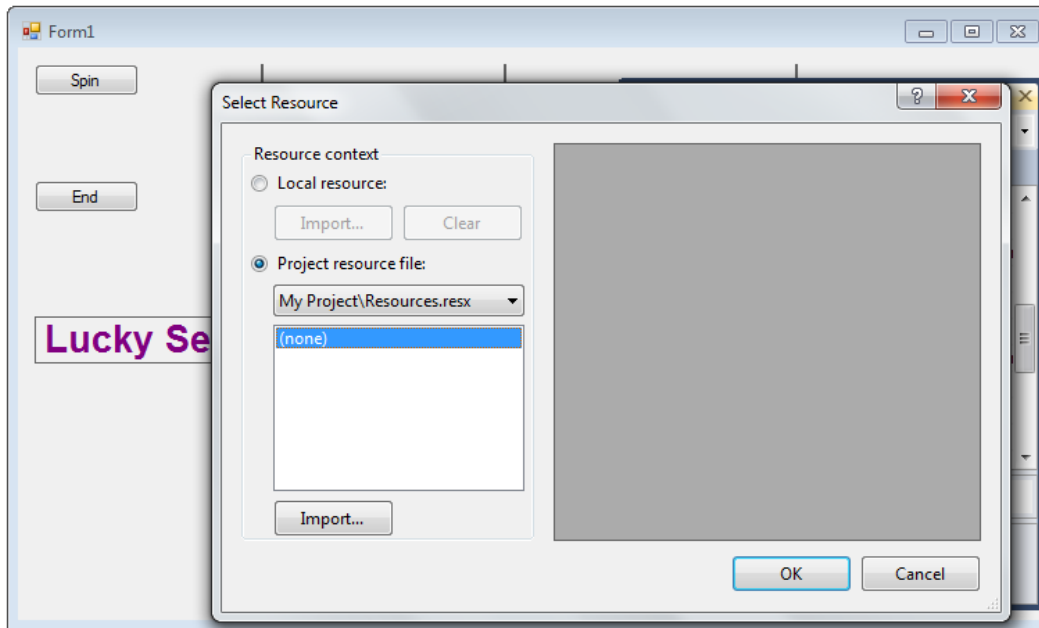 Form1
Spin
Select Resource
Resource context
Local resource:
End
Import...
Clear
Project resource file:
My Project\Resources.resx
Lucky Se
(none)
Import...
OK
Cancel